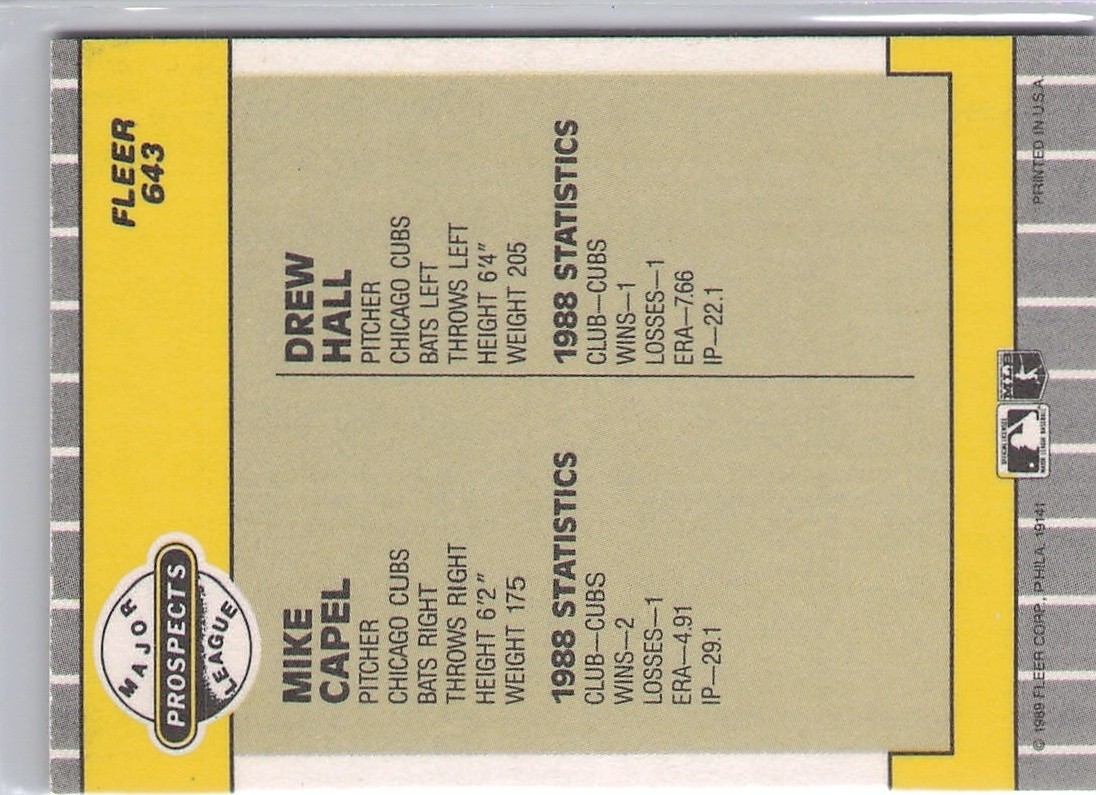 MAJOR
PROSPECTS
LEAGUE
FLEER
643
MIKE
CAPEL
PITCHER
CHICAGO CUBS
BATS RIGHT
THROWS RIGHT
HEIGHT 6'2"
WEIGHT 175
1988 STATISTICS
CLUB—CUBS
WINS—2
LOSSES—1
ERA—4.91
IP—29.1
DREW
HALL
PITCHER
CHICAGO CUBS
BATS LEFT
THROWS LEFT
HEIGHT 6'4"
WEIGHT 205
1988 STATISTICS
CLUB—CUBS
WINS—1
LOSSES—1
ERA—7.66
IP—22.1
© 1989 FLEER CORP., PHILA. 19141
PRINTED IN U.S.A.